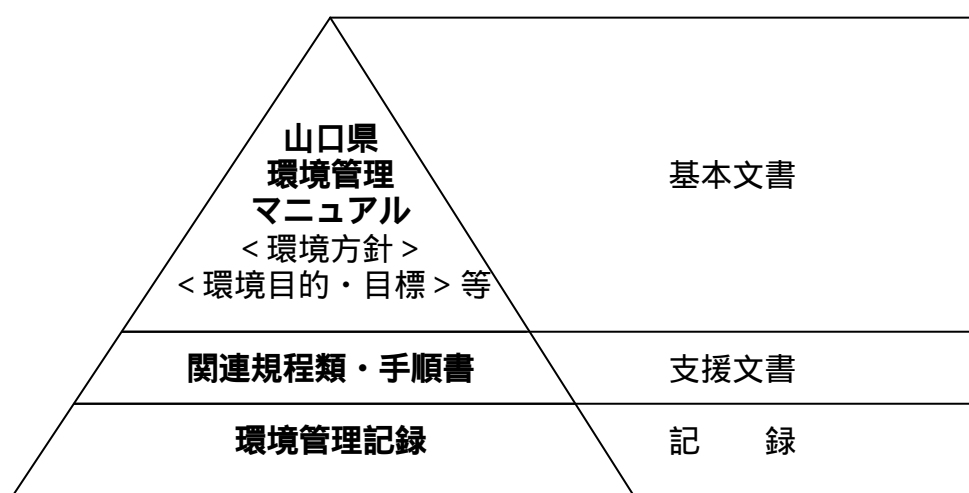 山口県
環境管理
マニュアル
<環境方針>
<環境目的・目標>等
基本文書
関連規程類・手順書
支援文書
環境管理記録
記　　録